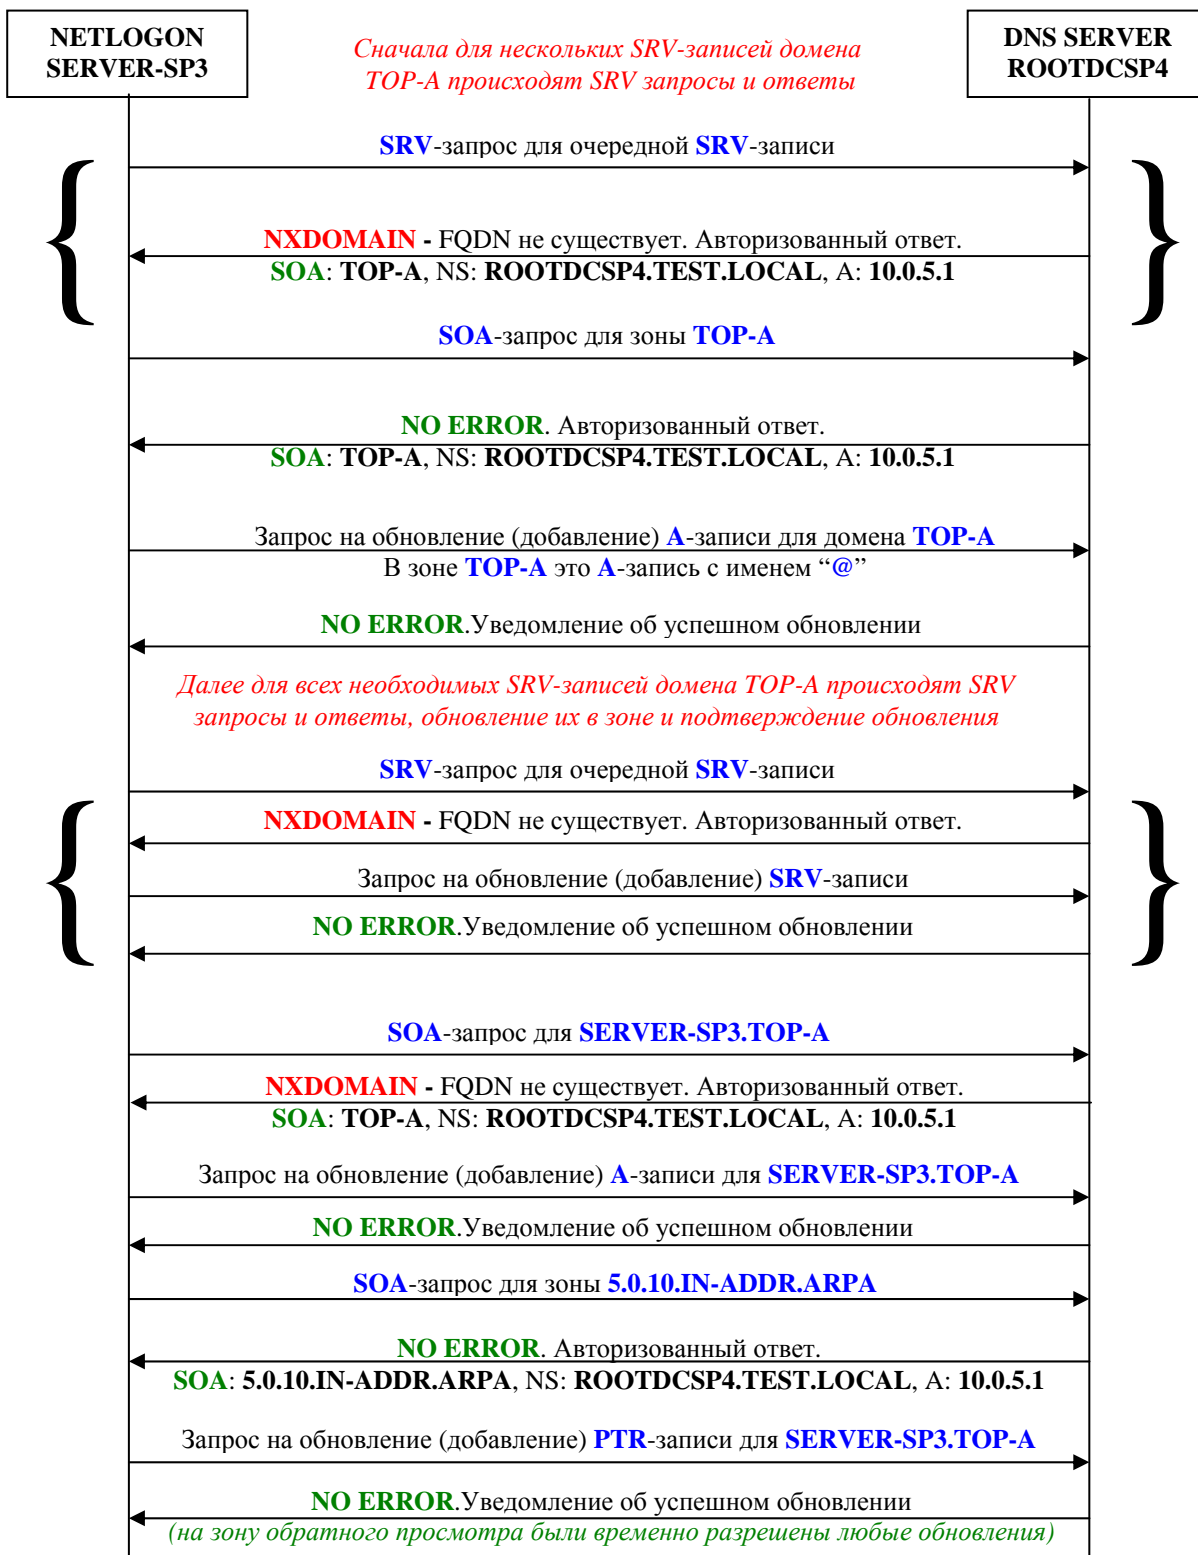 NETLOGON
SERVER-SP3
Сначала для нескольких SRV-записей домена
TOP-A происходят SRV запросы и ответы
DNS SERVER
ROOTDCSP4
SRV-запрос для очередной SRV-записи
NXDOMAIN - FQDN не существует. Авторизованный ответ.
SOA: TOP-A, NS: ROOTDCSP4.TEST.LOCAL, A: 10.0.5.1
SOA-запрос для зоны TOP-A
NO ERROR. Авторизованный ответ.
SOA: TOP-A, NS: ROOTDCSP4.TEST.LOCAL, A: 10.0.5.1
Запрос на обновление (добавление) A-записи для домена TOP-A
В зоне TOP-A это A-запись с именем “@”
NO ERROR.Уведомление об успешном обновлении
Далее для всех необходимых SRV-записей домена TOP-A происходят SRV
запросы и ответы, обновление их в зоне и подтверждение обновления
SRV-запрос для очередной SRV-записи
NXDOMAIN - FQDN не существует. Авторизованный ответ.
Запрос на обновление (добавление) SRV-записи
NO ERROR.Уведомление об успешном обновлении
SOA-запрос для SERVER-SP3.TOP-A
NXDOMAIN - FQDN не существует. Авторизованный ответ.
SOA: TOP-A, NS: ROOTDCSP4.TEST.LOCAL, A: 10.0.5.1
Запрос на обновление (добавление) A-записи для SERVER-SP3.TOP-A
NO ERROR.Уведомление об успешном обновлении
SOA-запрос для зоны 5.0.10.IN-ADDR.ARPA
NO ERROR. Авторизованный ответ.
SOA: 5.0.10.IN-ADDR.ARPA, NS: ROOTDCSP4.TEST.LOCAL, A: 10.0.5.1
Запрос на обновление (добавление) PTR-записи для SERVER-SP3.TOP-A
NO ERROR.Уведомление об успешном обновлении
(на зону обратного просмотра были временно разрешены любые обновления)